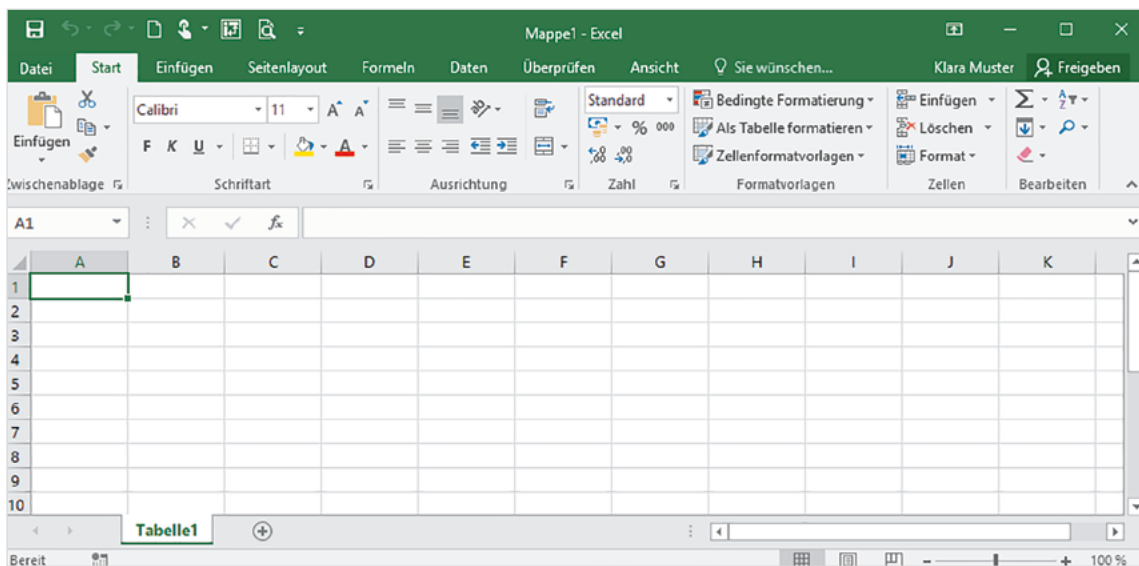 Mappe1 - Excel
Datei Start Einfügen Seitenlayout Formeln Daten Überprüfen Ansicht Sie wünschen... Klara Muster Freigeben
Calibri 11 Standard Bedingte Formatierung Einfügen
Einfügen % 000 Als Tabelle formatieren Löschen
F K U A Zellenformatvorlagen Format
Zwischenablage Schriftart Ausrichtung Zahl Formatvorlagen Zellen Bearbeiten
A1 fx
A B C D E F G H I J K
1
2
3
4
5
6
7
8
9
10
Tabelle1
Bereit 100 %